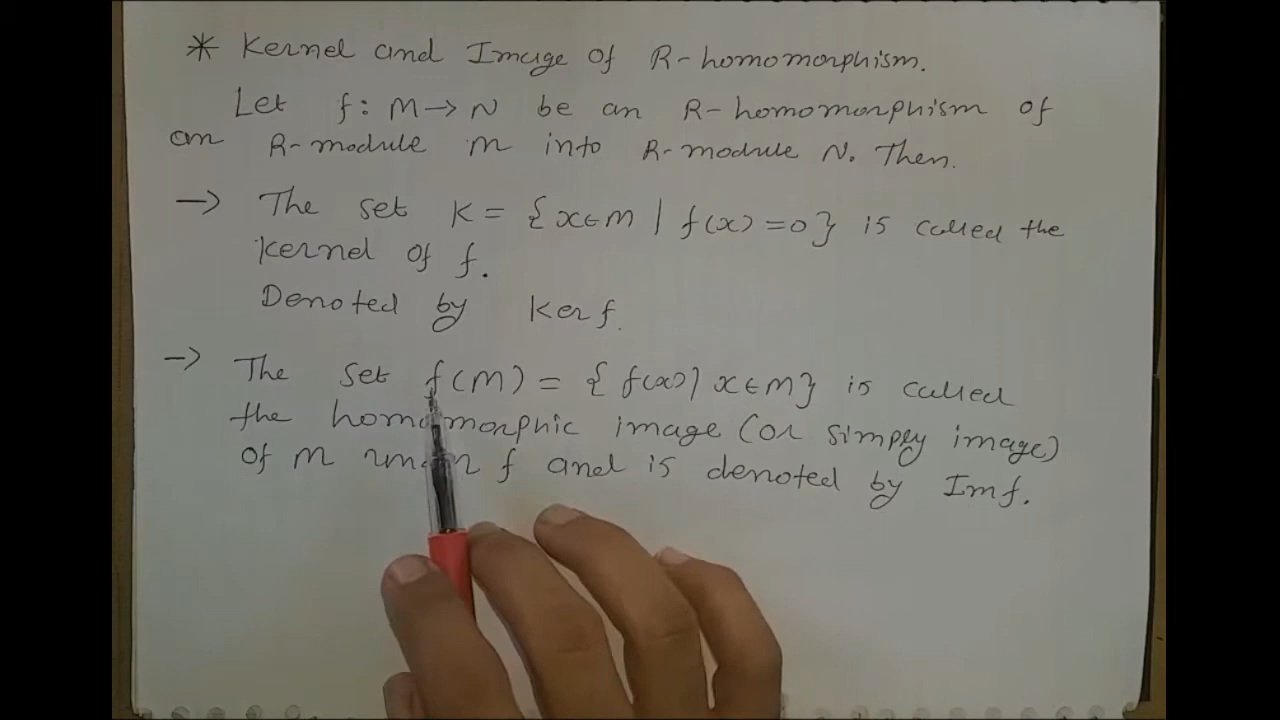 * Kernel and Image of R-homomorphism.
Let f: M→N be an R-homomorphism of
an R-module M into R-module N. Then.
→ The set K = {x∈M | f(x)=0} is called the
Kernel of f.
Denoted by Kerf.
→ The set f(M) = { f(x) | x∈M} is called
the homomorphic image (or simply image)
of M f and is denoted by Imf.